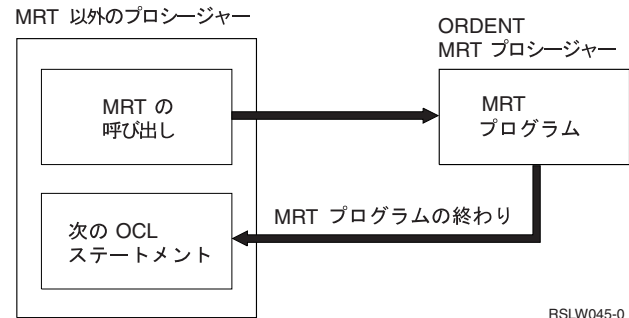 MRT 以外のプロシージャー
ORDENT
MRT プロシージャー
MRT の
呼び出し
MRT
プログラム
MRT プログラムの終わり
次の OCL
ステートメント
RSLW045-0